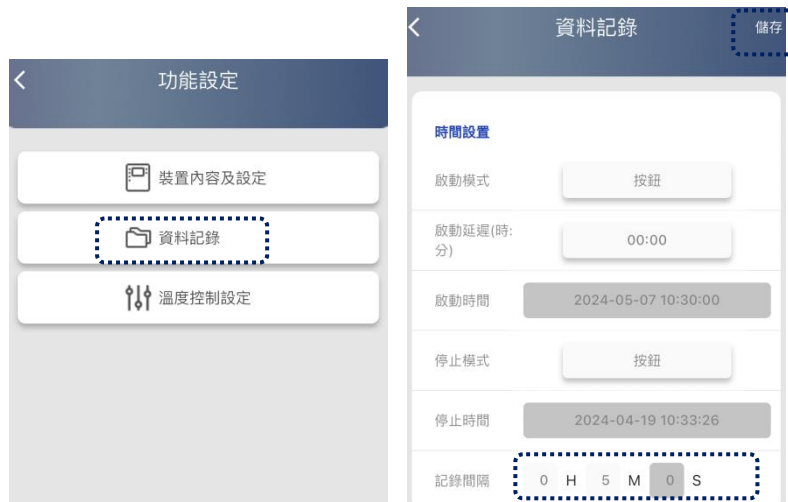 功能設定
裝置內容及設定
資料記錄
溫度控制設定
資料記錄
儲存
時間設置
啟動模式
按鈕
啟動延遲(時:
分)
00:00
啟動時間
2024-05-07 10:30:00
停止模式
按鈕
停止時間
2024-04-19 10:33:26
記錄間隔
0 H 5 M 0 S